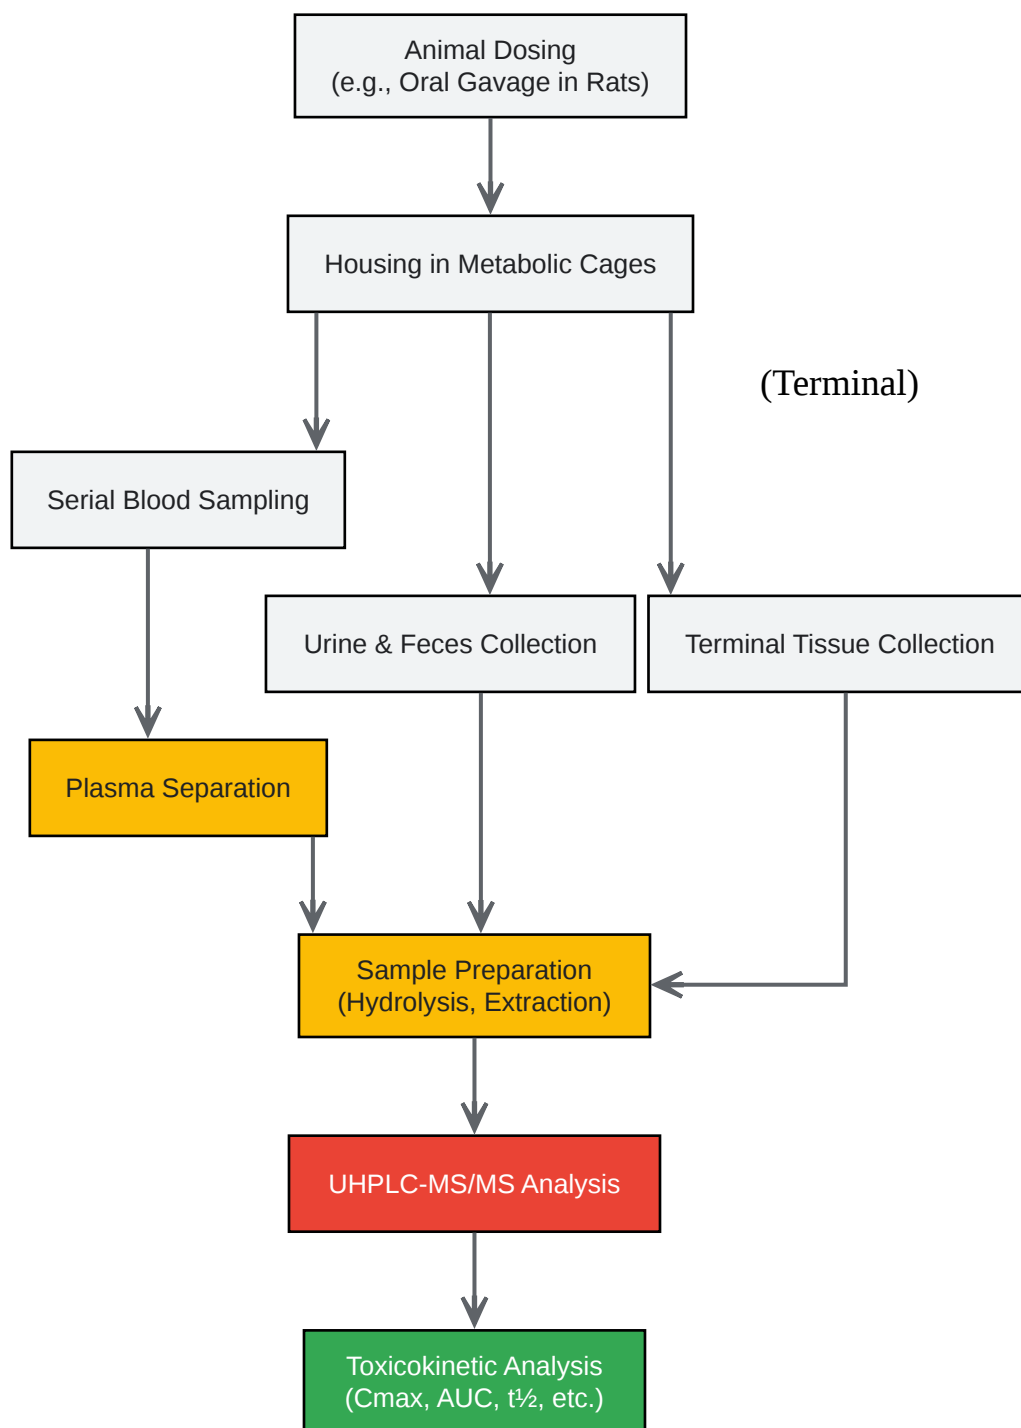 Animal Dosing
(e.g., Oral Gavage in Rats)
Housing in Metabolic Cages
(Terminal)
Serial Blood Sampling
Urine & Feces Collection
Terminal Tissue Collection
Plasma Separation
Sample Preparation
(Hydrolysis, Extraction)
UHPLC-MS/MS Analysis
Toxicokinetic Analysis
(Cmax, AUC, t½, etc.)